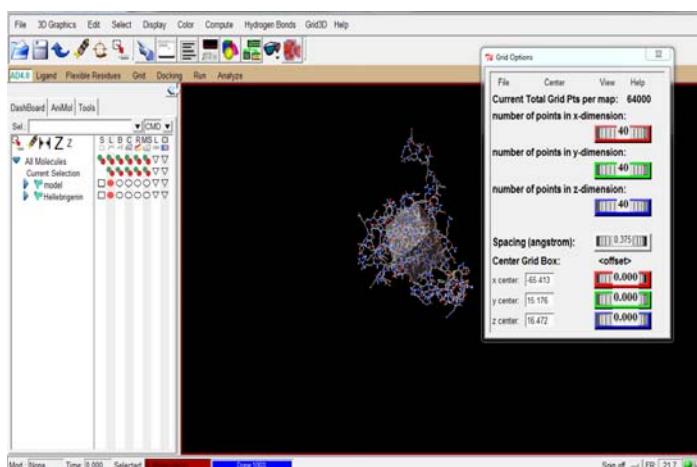 File 3D Graphics Edit Select Display Color Compute Hydrogen Bonds Grid3D Help
AD4.0 Ligand Flexible Residues Grid Docking Run Analyze
DashBoard AniMol Tools
Sel.: CMD
S L B C R MS L Cl
All Molecules
Current Selection
model
Hellebrigenin
Grid Options
File Center View Help
Current Total Grid Pts per map: 64000
number of points in x-dimension:
40
number of points in y-dimension:
40
number of points in z-dimension:
40
Spacing (angstrom): 0.375
Center Grid Box: <offset>
x center: -65.413 0.000
y center: 15.176 0.000
z center: 16.472 0.000
Mod.: None Time: 0.000 Selected: Spin off FR: 21.7